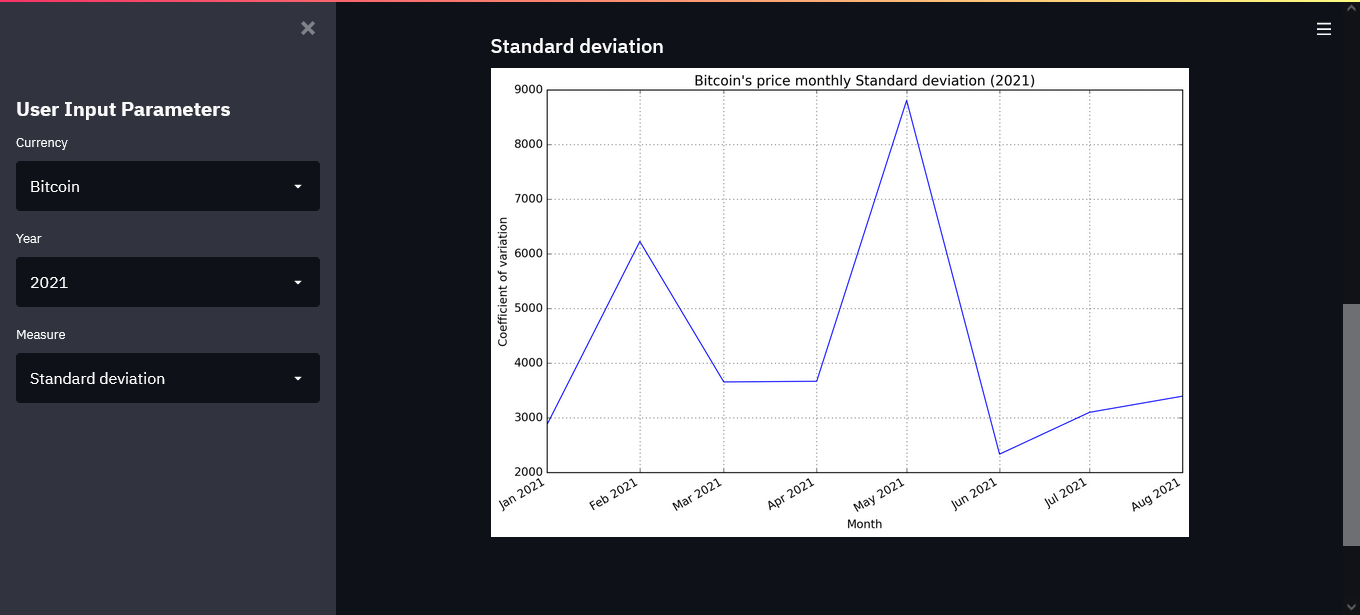 User Input Parameters
Currency
Bitcoin
Year
2021
Measure
Standard deviation
Standard deviation
Bitcoin's price monthly Standard deviation (2021)
9000
8000
7000
6000
5000
4000
3000
2000
Coefficient of variation
Jan 2021
Feb 2021
Mar 2021
Apr 2021
May 2021
Jun 2021
Jul 2021
Aug 2021
Month